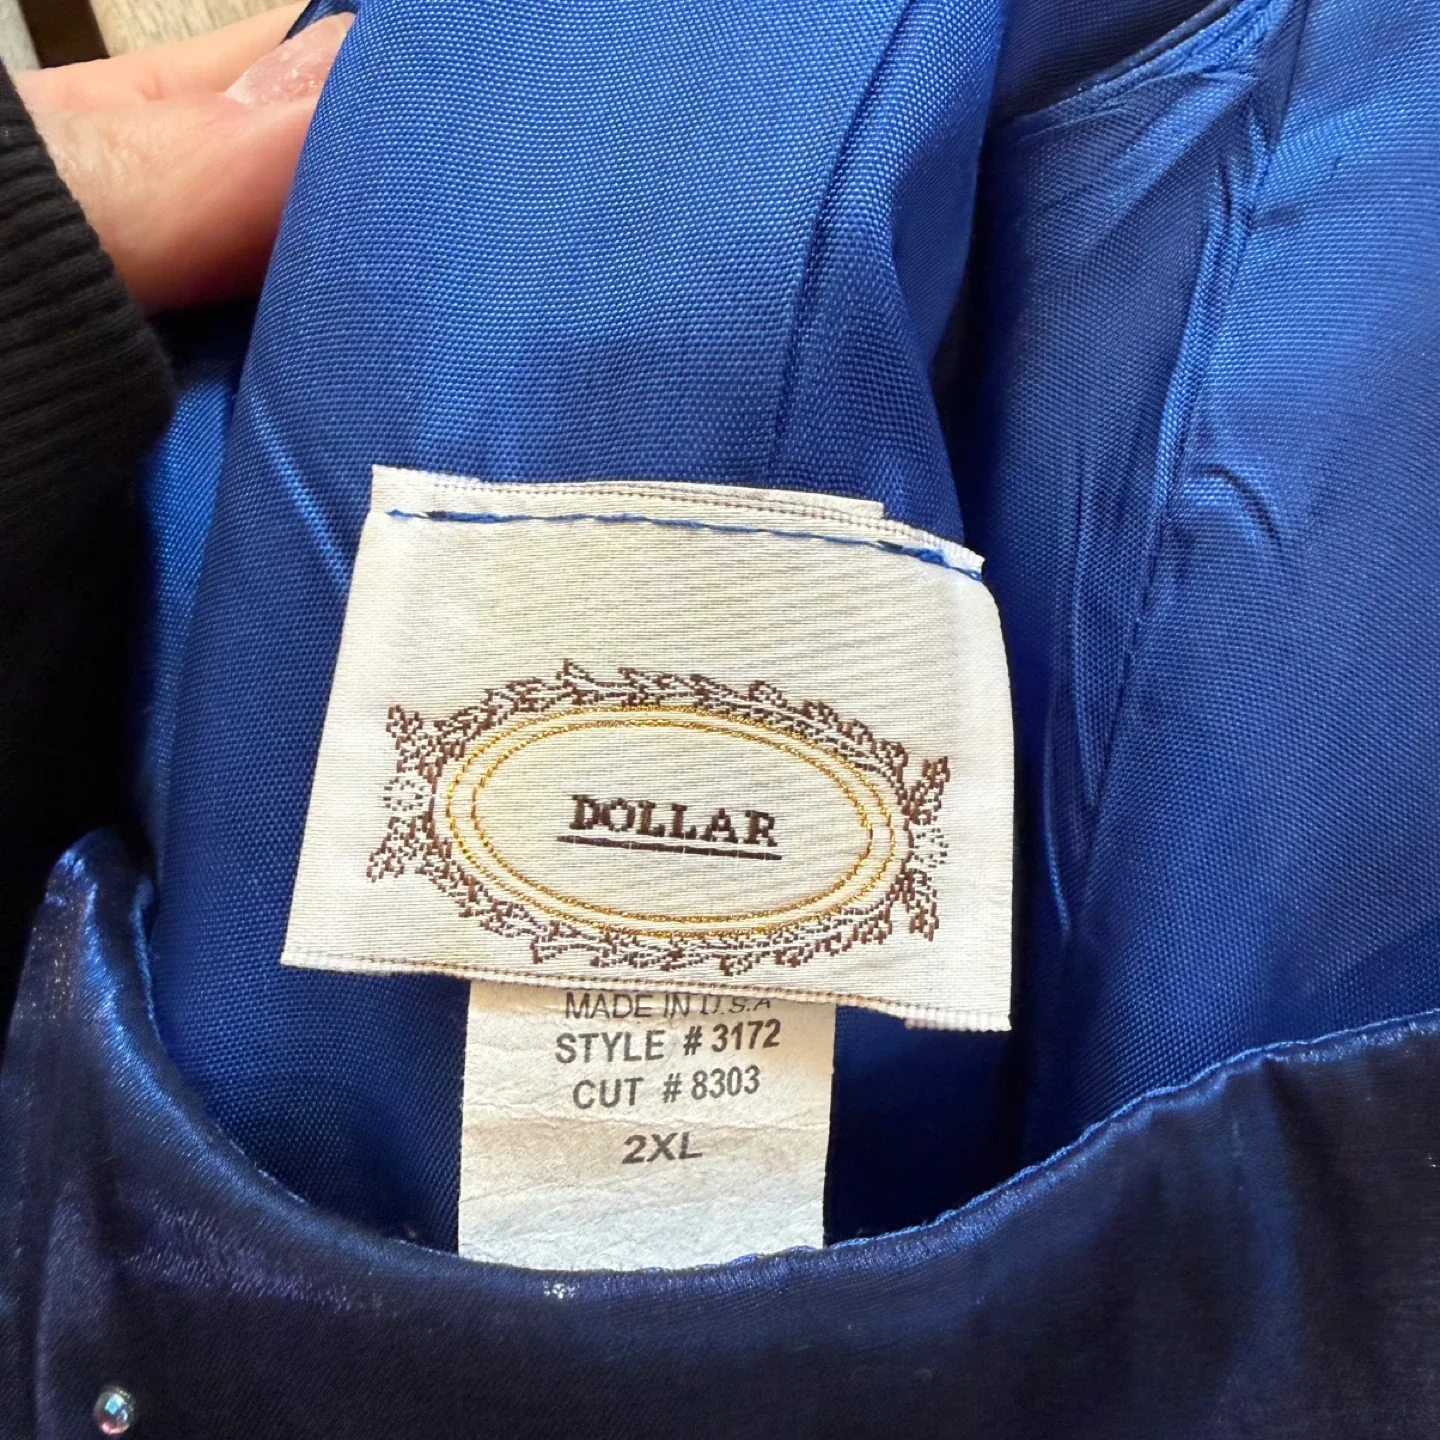 DOLLAR
MADE IN U.S.A
STYLE # 3172
CUT # 8303
2XL